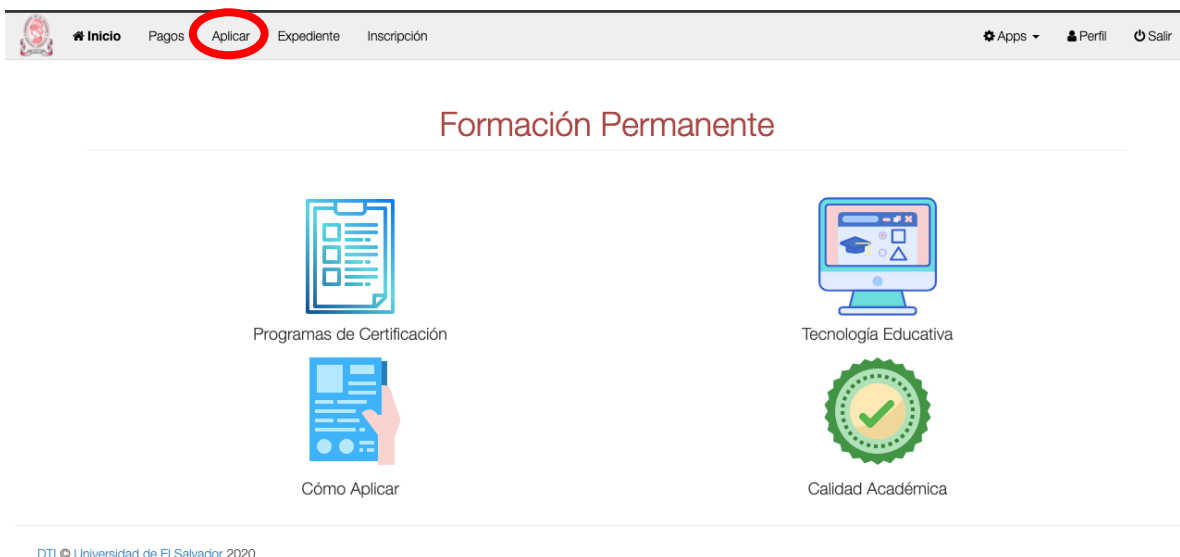 Inicio Pagos Aplicar Expediente Inscripción Apps Perfil Salir
Formación Permanente
Programas de Certificación Tecnología Educativa
Cómo Aplicar Calidad Académica
DTI © Universidad de El Salvador 2020